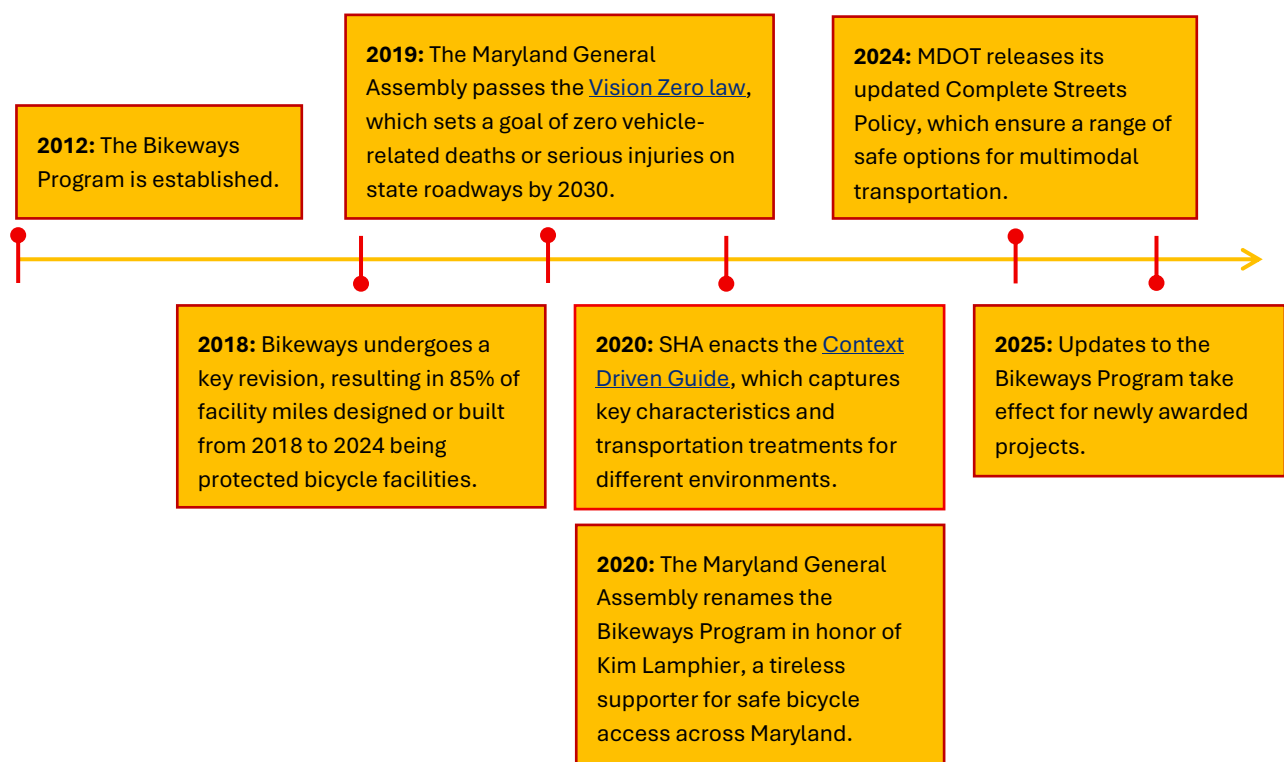 2012: The Bikeways
Program is established.
2018: Bikeways undergoes a
key revision, resulting in 85% of
facility miles designed or built
from 2018 to 2024 being
protected bicycle facilities.
2019: The Maryland General
Assembly passes the Vision Zero law,
which sets a goal of zero vehicle-
related deaths or serious injuries on
state roadways by 2030.
2020: SHA enacts the Context
Driven Guide, which captures
key characteristics and
transportation treatments for
different environments.
2020: The Maryland General
Assembly renames the
Bikeways Program in honor of
Kim Lamphier, a tireless
supporter for safe bicycle
access across Maryland.
2024: MDOT releases its
updated Complete Streets
Policy, which ensure a range of
safe options for multimodal
transportation.
2025: Updates to the
Bikeways Program take
effect for newly awarded
projects.